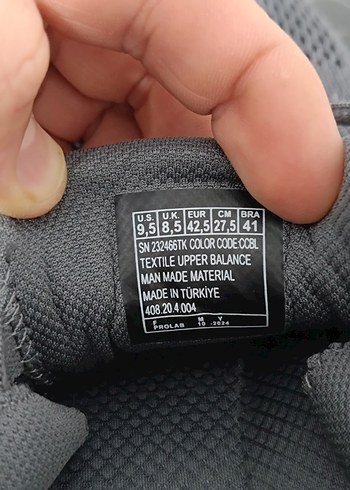 U.S. U.K. EUR CM BRA
9,5 8,5 42,5 27,5 41
SN 232466TK COLOR CODE:CCBL
TEXTILE UPPER BALANCE
MAN MADE MATERIAL
MADE IN TÜRKİYE
408.20.4.004
F M Y
PROLAB 10 -2024